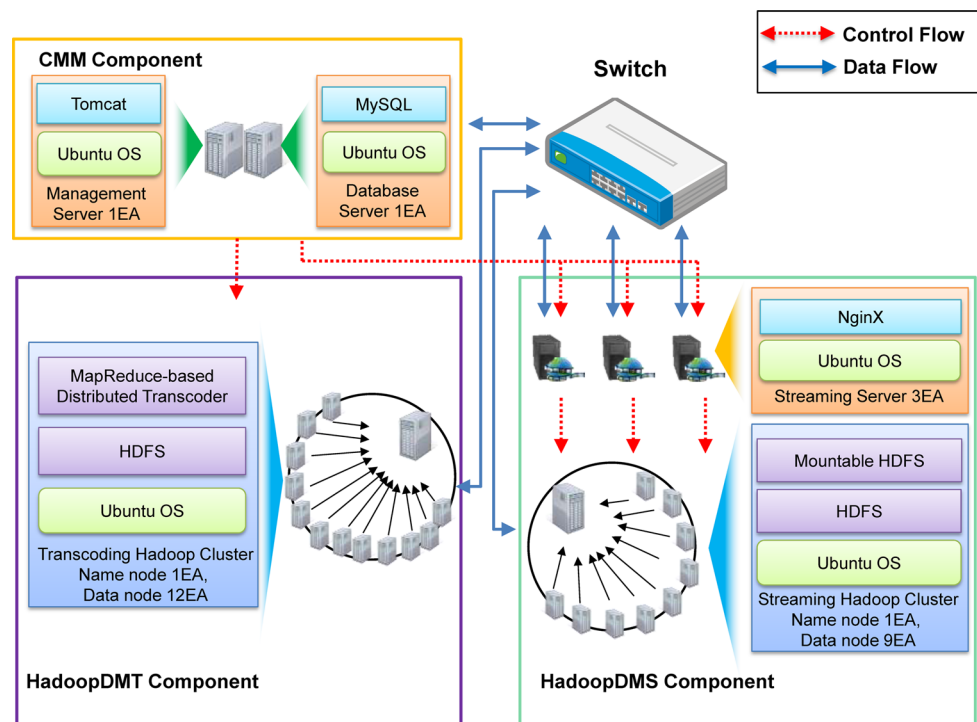 CMM Component
Tomcat
Ubuntu OS
Management
Server 1EA
MySQL
Ubuntu OS
Database
Server 1EA
Switch
Control Flow
Data Flow
MapReduce-based
Distributed Transcoder
HDFS
Ubuntu OS
Transcoding Hadoop Cluster
Name node 1EA,
Data node 12EA
HadoopDMT Component
NginX
Ubuntu OS
Streaming Server 3EA
Mountable HDFS
HDFS
Ubuntu OS
Streaming Hadoop Cluster
Name node 1EA,
Data node 9EA
HadoopDMS Component